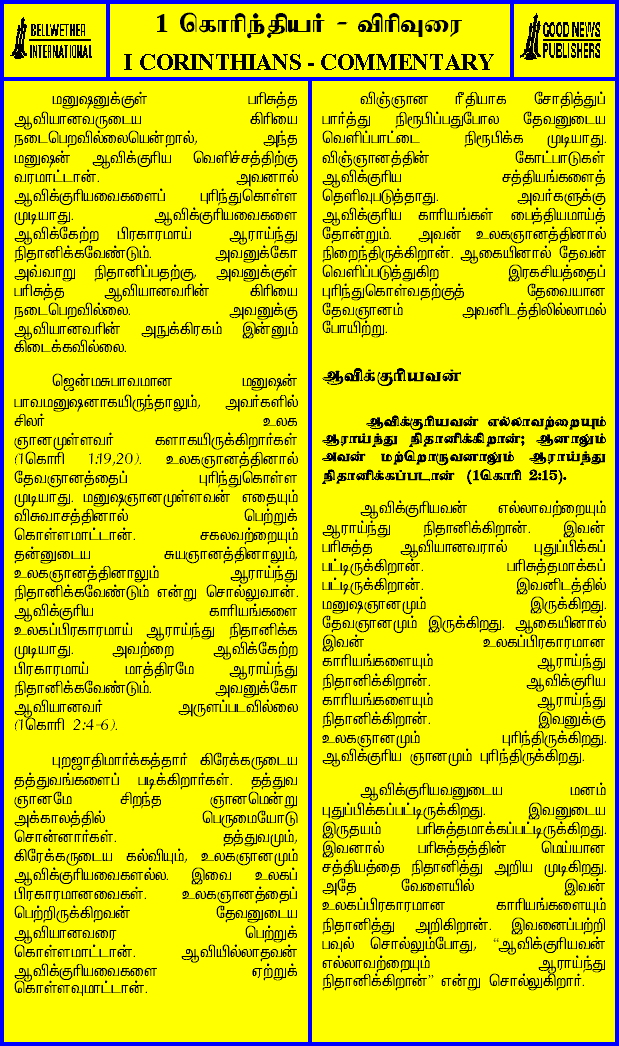 BELLWETHER
INTERNATIONAL
1 கொரிந்தியர் - விரிவுரை
I CORINTHIANS - COMMENTARY
GOOD NEWS
PUBLISHERS
மனுஷனுக்குள் பரிசுத்த
ஆவியானவருடைய கிரியை
நடைபெறவில்லையென்றால், அந்த
மனுஷன் ஆவிக்குரிய வெளிச்சத்திற்கு
வரமாட்டான். அவனால்
ஆவிக்குரியவைகளைப் புரிந்துகொள்ள
முடியாது. ஆவிக்குரியவைகளை
ஆவிக்கேற்ற பிரகாரமாய் ஆராய்ந்து
நிதானிக்கவேண்டும். அவனுக்கோ
அவ்வாறு நிதானிப்பதற்கு, அவனுக்குள்
பரிசுத்த ஆவியானவரின் கிரியை
நடைபெறவில்லை. அவனுக்கு
ஆவியானவரின் அநுக்கிரகம் இன்னும்
கிடைக்கவில்லை.
ஜென்மசுபாவமான மனுஷன்
பாவமனுஷனாகயிருந்தாலும், அவர்களில்
சிலர் உலக
ஞானமுள்ளவர் களாகயிருக்கிறார்கள்
(1கொரி 1:19,20). உலகஞானத்தினால்
தேவஞானத்தைப் புரிந்துகொள்ள
முடியாது. மனுஷஞானமுள்ளவன் எதையும்
விசுவாசத்தினால் பெற்றுக்
கொள்ளமாட்டான். சகலவற்றையும்
தன்னுடைய சுயஞானத்தினாலும்,
உலகஞானத்தினாலும் ஆராய்ந்து
நிதானிக்கவேண்டும் என்று சொல்லுவான்.
ஆவிக்குரிய காரியங்களை
உலகப்பிரகாரமாய் ஆராய்ந்து நிதானிக்க
முடியாது. அவற்றை ஆவிக்கேற்ற
பிரகாரமாய் மாத்திரமே ஆராய்ந்து
நிதானிக்கவேண்டும். அவனுக்கோ
ஆவியானவர் அருளப்படவில்லை
(1கொரி 2:4-6).
புறஜாதிமார்க்கத்தார் கிரேக்கருடைய
தத்துவங்களைப் படிக்கிறார்கள். தத்துவ
ஞானமே சிறந்த ஞானமென்று
அக்காலத்தில் பெருமையோடு
சொன்னார்கள். தத்துவமும்,
கிரேக்கருடைய கல்வியும், உலகஞானமும்
ஆவிக்குரியவைகளல்ல. இவை உலகப்
பிரகாரமானவைகள். உலகஞானத்தைப்
பெற்றிருக்கிறவன் தேவனுடைய
ஆவியானவரை பெற்றுக்
கொள்ளமாட்டான். ஆவியில்லாதவன்
ஆவிக்குரியவைகளை ஏற்றுக்
கொள்ளவுமாட்டான்.
விஞ்ஞான ரீதியாக சோதித்துப்
பார்த்து நிரூபிப்பதுபோல தேவனுடைய
வெளிப்பாட்டை நிரூபிக்க முடியாது.
விஞ்ஞானத்தின் கோட்பாடுகள்
ஆவிக்குரிய சத்தியங்களைத்
தெளிவுபடுத்தாது. அவர்களுக்கு
ஆவிக்குரிய காரியங்கள் பைத்தியமாய்த்
தோன்றும். அவன் உலகஞானத்தினால்
நிறைந்திருக்கிறான். ஆகையினால் தேவன்
வெளிப்படுத்துகிற இரகசியத்தைப்
புரிந்துகொள்வதற்குத் தேவையான
தேவஞானம் அவனிடத்திலில்லாமல்
போயிற்று.
ஆவிக்குரியவன்
ஆவிக்குரியவன் எல்லாவற்றையும்
ஆராய்ந்து நிதானிக்கிறான்; ஆனாலும்
அவன் மற்றொருவனாலும் ஆராய்ந்து
நிதானிக்கப்படான் (1கொரி 2:15).
ஆவிக்குரியவன் எல்லாவற்றையும்
ஆராய்ந்து நிதானிக்கிறான். இவன்
பரிசுத்த ஆவியானவரால் புதுப்பிக்கப்
பட்டிருக்கிறான். பரிசுத்தமாக்கப்
பட்டிருக்கிறான். இவனிடத்தில்
மனுஷஞானமும் இருக்கிறது.
தேவஞானமும் இருக்கிறது. ஆகையினால்
இவன் உலகப்பிரகாரமான
காரியங்களையும் ஆராய்ந்து
நிதானிக்கிறான். ஆவிக்குரிய
காரியங்களையும் ஆராய்ந்து
நிதானிக்கிறான். இவனுக்கு
உலகஞானமும் புரிந்திருக்கிறது.
ஆவிக்குரிய ஞானமும் புரிந்திருக்கிறது.
ஆவிக்குரியவனுடைய மனம்
புதுப்பிக்கப்பட்டிருக்கிறது. இவனுடைய
இருதயம் பரிசுத்தமாக்கப்பட்டிருக்கிறது.
இவனால் பரிசுத்தத்தின் மெய்யான
சத்தியத்தை நிதானித்து அறிய முடிகிறது.
அதே வேளையில் இவன்
உலகப்பிரகாரமான காரியங்களையும்
நிதானித்து அறிகிறான். இவனைப்பற்றி
பவுல் சொல்லும்போது, “ஆவிக்குரியவன்
எல்லாவற்றையும் ஆராய்ந்து
நிதானிக்கிறான்” என்று சொல்லுகிறார்.